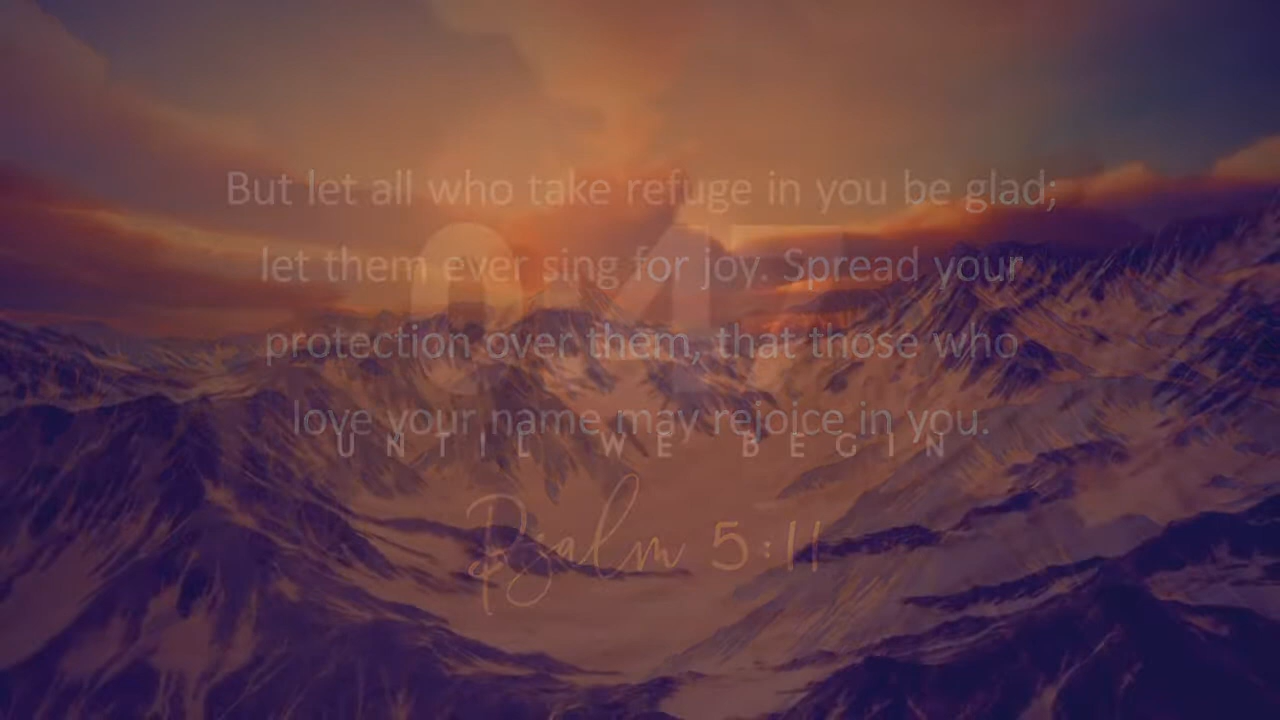 But let all who take refuge in you be glad;
let them ever sing for joy. Spread your
protection over them, that those who
love your name may rejoice in you.
UNTIL WE BEGIN
Psalm 5:11